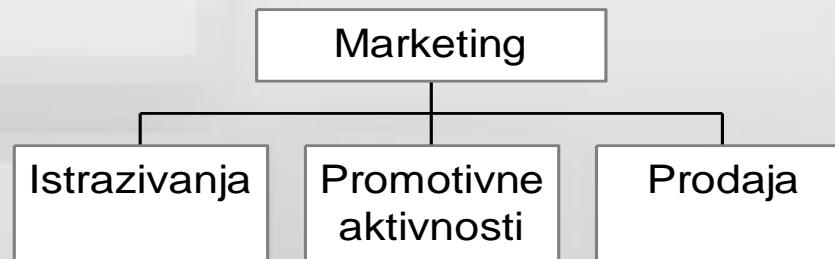 Marketing
Istrazivanja
Promotivne
aktivnosti
Prodaja